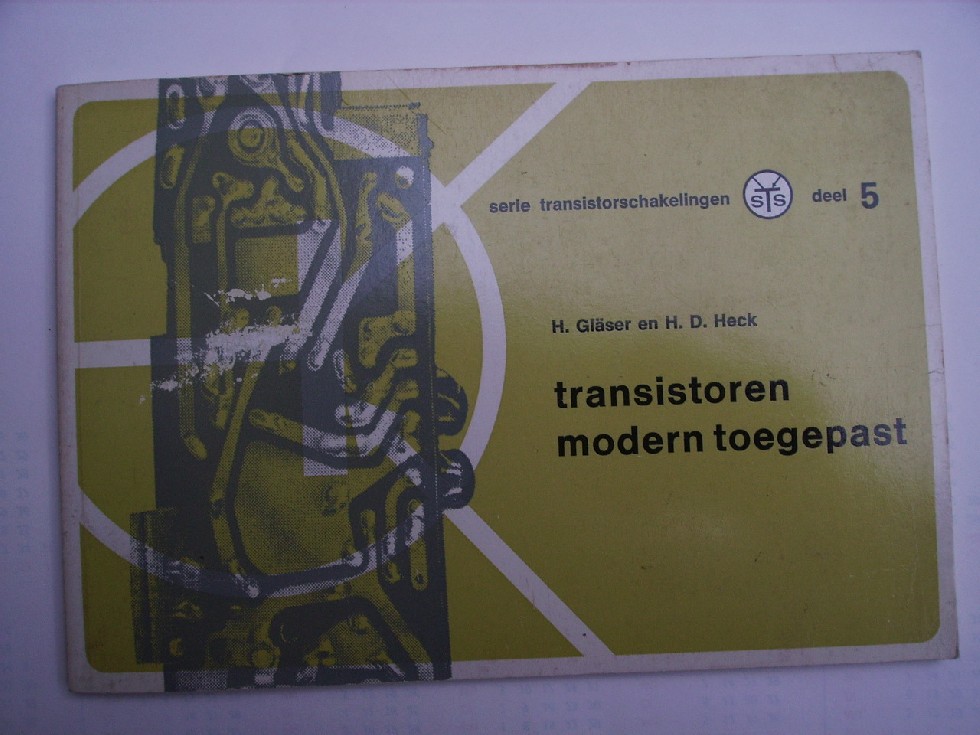 serie transistorschakelingen STS deel 5
H. Gläser en H. D. Heck
transistoren
modern toegepast